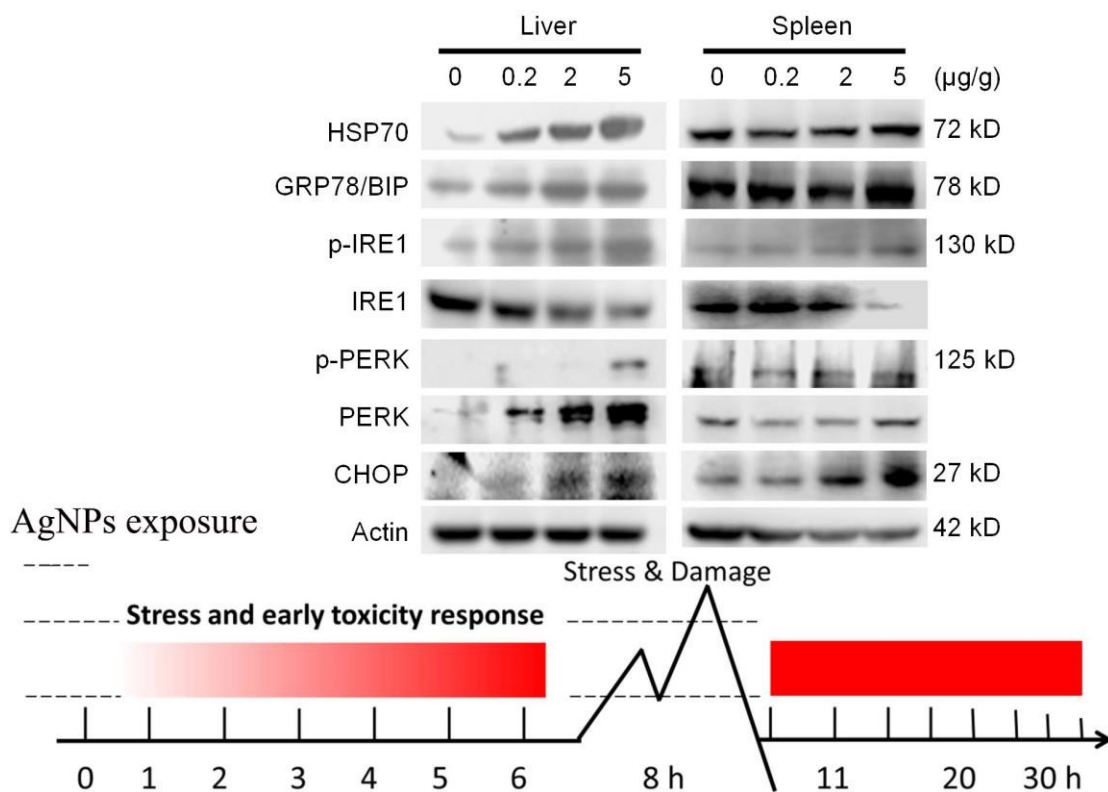 Liver Spleen
0 0.2 2 5 0 0.2 2 5 (µg/g)
HSP70 72 kD
GRP78/BIP 78 kD
p-IRE1 130 kD
IRE1
p-PERK 125 kD
PERK
CHOP 27 kD
Actin 42 kD
AgNPs exposure
Stress & Damage
Stress and early toxicity response
0 1 2 3 4 5 6 8 h 11 20 30 h